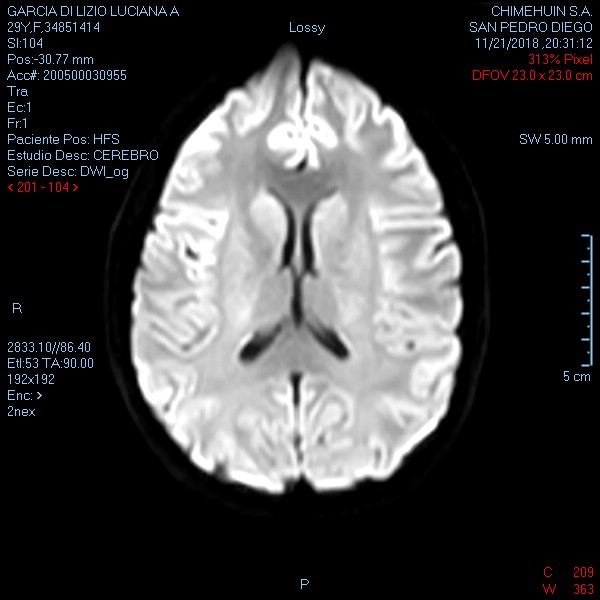 GARCIA DI LIZIO LUCIANA A
29Y,F,34851414
Sl:104
Pos:-30.77 mm
Acc#: 200500030955
Tra
Ec:1
Fr:1
Paciente Pos: HFS
Estudio Desc: CEREBRO
Serie Desc: DWI_og
< 201 - 104 >
Lossy
CHIMEHUIN S.A.
SAN PEDRO DIEGO
11/21/2018 ,20:31:12
313% Pixel
DFOV 23.0 x 23.0 cm
SW 5.00 mm
R
5 cm
2833.10//86.40
Etl:53 TA:90.00
192x192
Enc: >
2nex
P
C 209
W 363